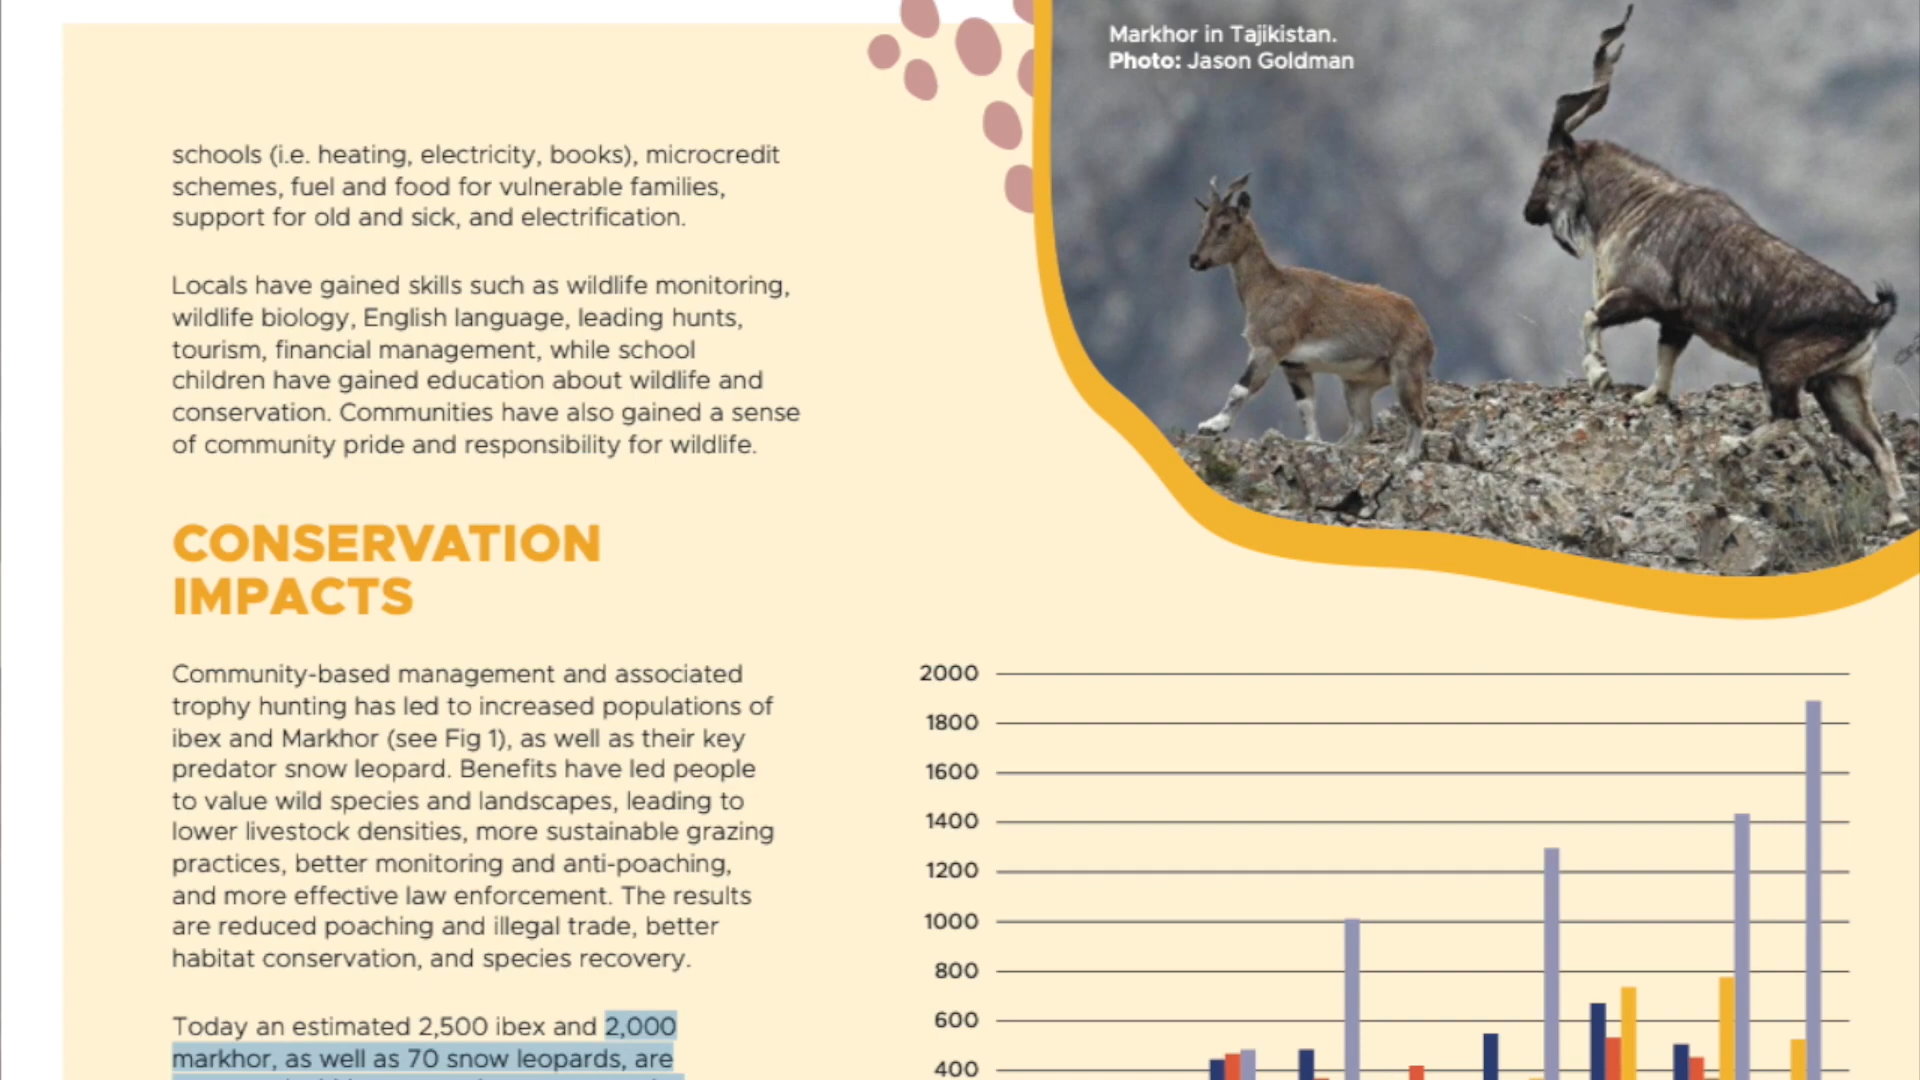 Markhor in Tajikistan.
Photo: Jason Goldman
schools (i.e. heating, electricity, books), microcredit
schemes, fuel and food for vulnerable families,
support for old and sick, and electrification.
Locals have gained skills such as wildlife monitoring,
wildlife biology, English language, leading hunts,
tourism, financial management, while school
children have gained education about wildlife and
conservation. Communities have also gained a sense
of community pride and responsibility for wildlife.
CONSERVATION
IMPACTS
Community-based management and associated
trophy hunting has led to increased populations of
ibex and Markhor (see Fig 1), as well as their key
predator snow leopard. Benefits have led people
to value wild species and landscapes, leading to
lower livestock densities, more sustainable grazing
practices, better monitoring and anti-poaching,
and more effective law enforcement. The results
are reduced poaching and illegal trade, better
habitat conservation, and species recovery.
Today an estimated 2,500 ibex and 2,000
markhor, as well as 70 snow leopards, are
2000
1800
1600
1400
1200
1000
800
600
400